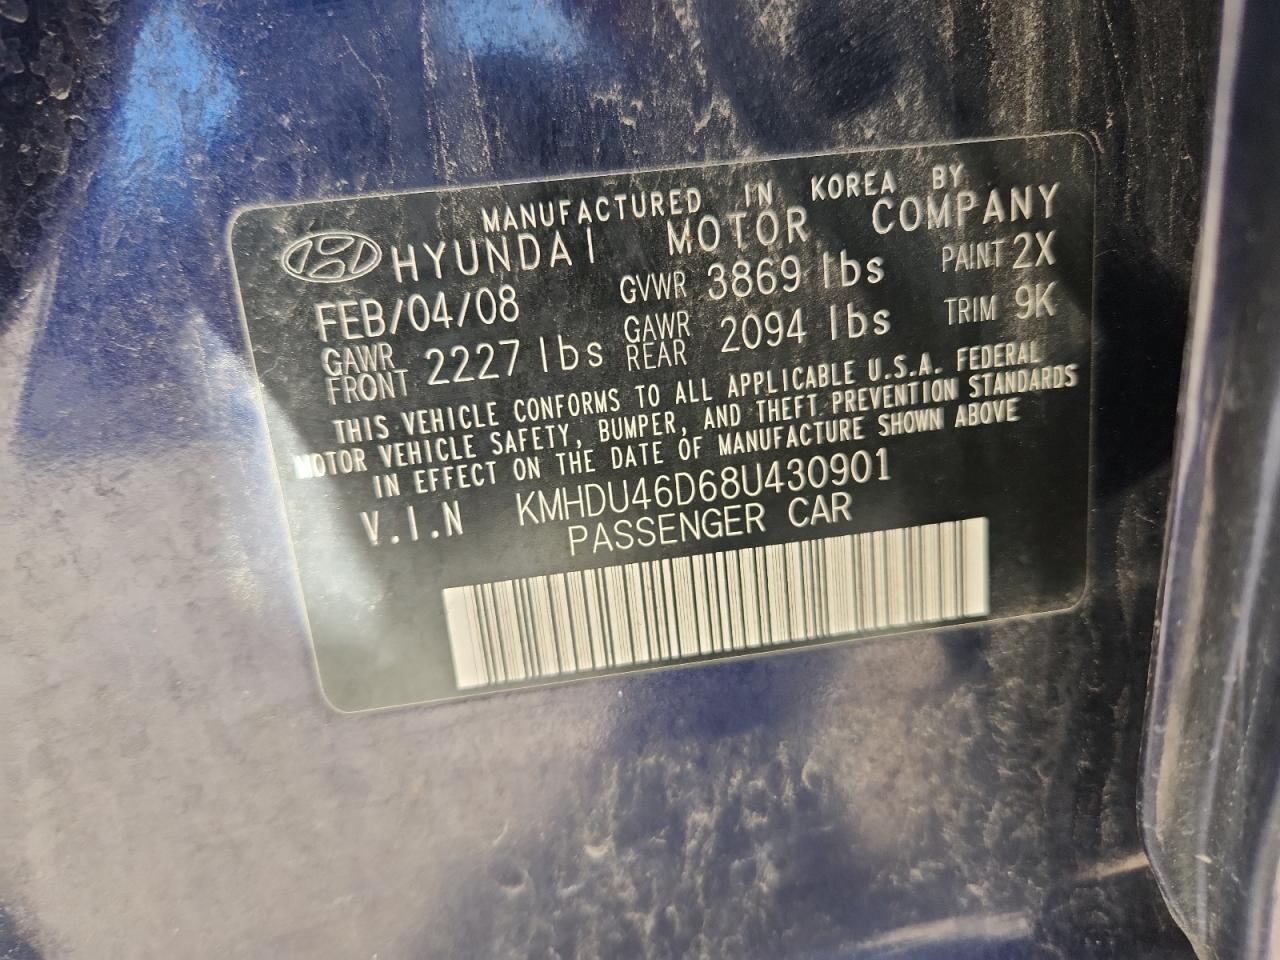 MANUFACTURED IN KOREA BY
HYUNDAI MOTOR COMPANY
FEB/04/08 GVWR 3869 lbs PAINT 2X
GAWR FRONT 2227 lbs GAWR REAR 2094 lbs TRIM 9K
THIS VEHICLE CONFORMS TO ALL APPLICABLE U.S.A. FEDERAL
MOTOR VEHICLE SAFETY, BUMPER, AND THEFT PREVENTION STANDARDS
IN EFFECT ON THE DATE OF MANUFACTURE SHOWN ABOVE
V.I.N KMHDU46D68U430901
PASSENGER CAR